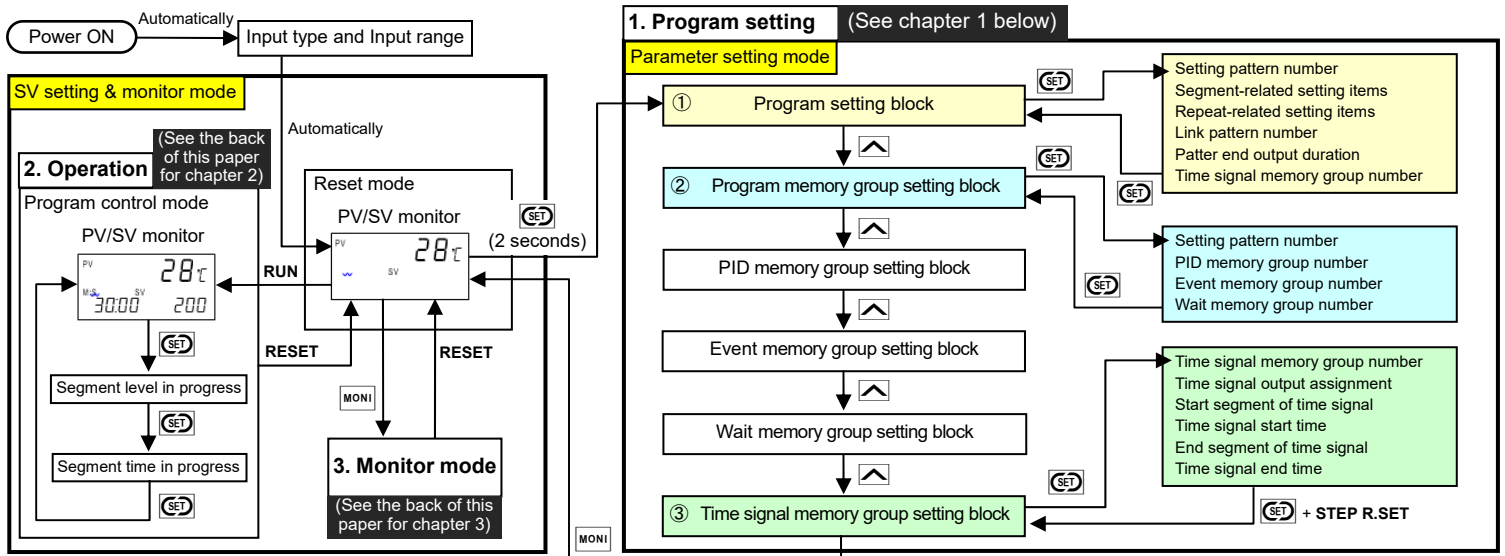 Power ON
Automatically
Input type and Input range
1. Program setting
(See chapter 1 below)
SV setting & monitor mode
Automatically
2. Operation
(See the back
of this paper
for chapter 2)
Program control mode
PV/SV monitor
PV
28℃
M:S
SV
30:00
200
SET
Segment level in progress
SET
Segment time in progress
SET
RUN
RESET
Reset mode
PV/SV monitor
PV
28℃
SV
SET
(2 seconds)
MONI
RESET
3. Monitor mode
(See the back of this
paper for chapter 3)
MONI
Parameter setting mode
① Program setting block
② Program memory group setting block
PID memory group setting block
Event memory group setting block
Wait memory group setting block
③ Time signal memory group setting block
SET
Setting pattern number
Segment-related setting items
Repeat-related setting items
Link pattern number
Patter end output duration
Time signal memory group number
SET
SET
Setting pattern number
PID memory group number
Event memory group number
Wait memory group number
SET
SET
Time signal memory group number
Time signal output assignment
Start segment of time signal
Time signal start time
End segment of time signal
Time signal end time
SET + STEP R.SET